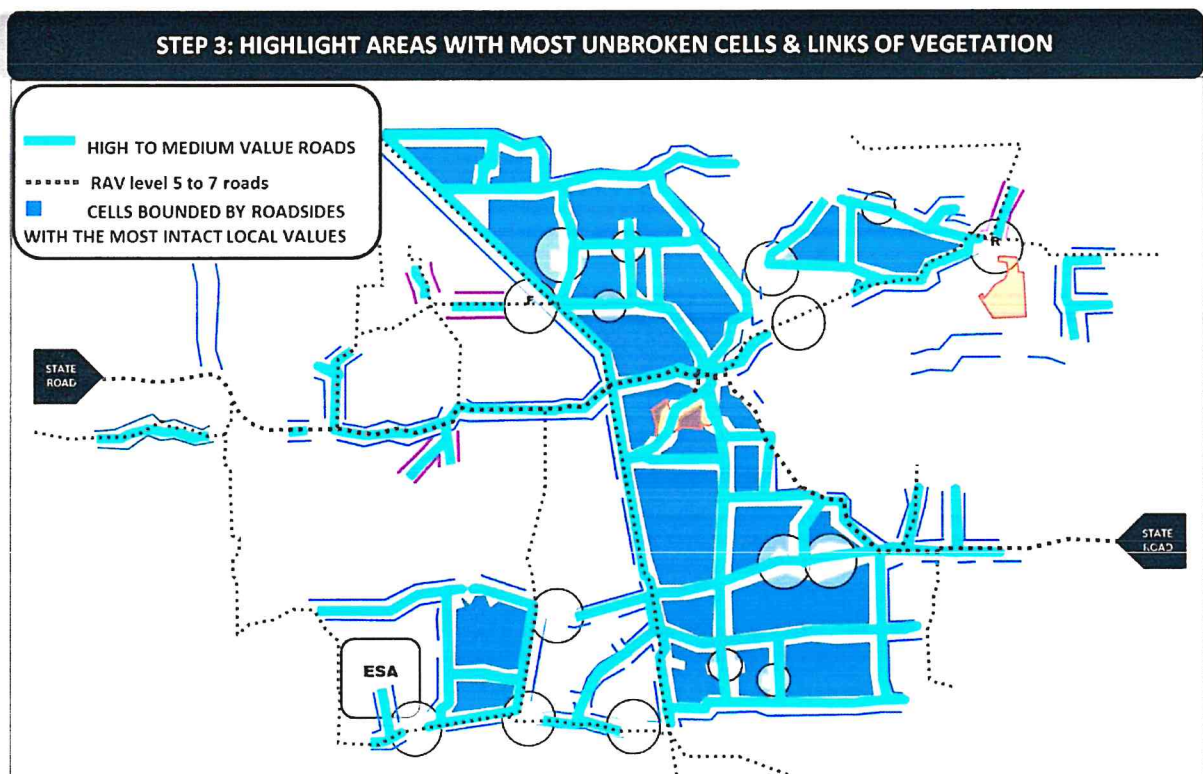 STEP 3: HIGHLIGHT AREAS WITH MOST UNBROKEN CELLS & LINKS OF VEGETATION
HIGH TO MEDIUM VALUE ROADS
RAV level 5 to 7 roads
CELLS BOUNDED BY ROADSIDES
WITH THE MOST INTACT LOCAL VALUES
R
F
STATE
ROAD
STATE
ROAD
ESA